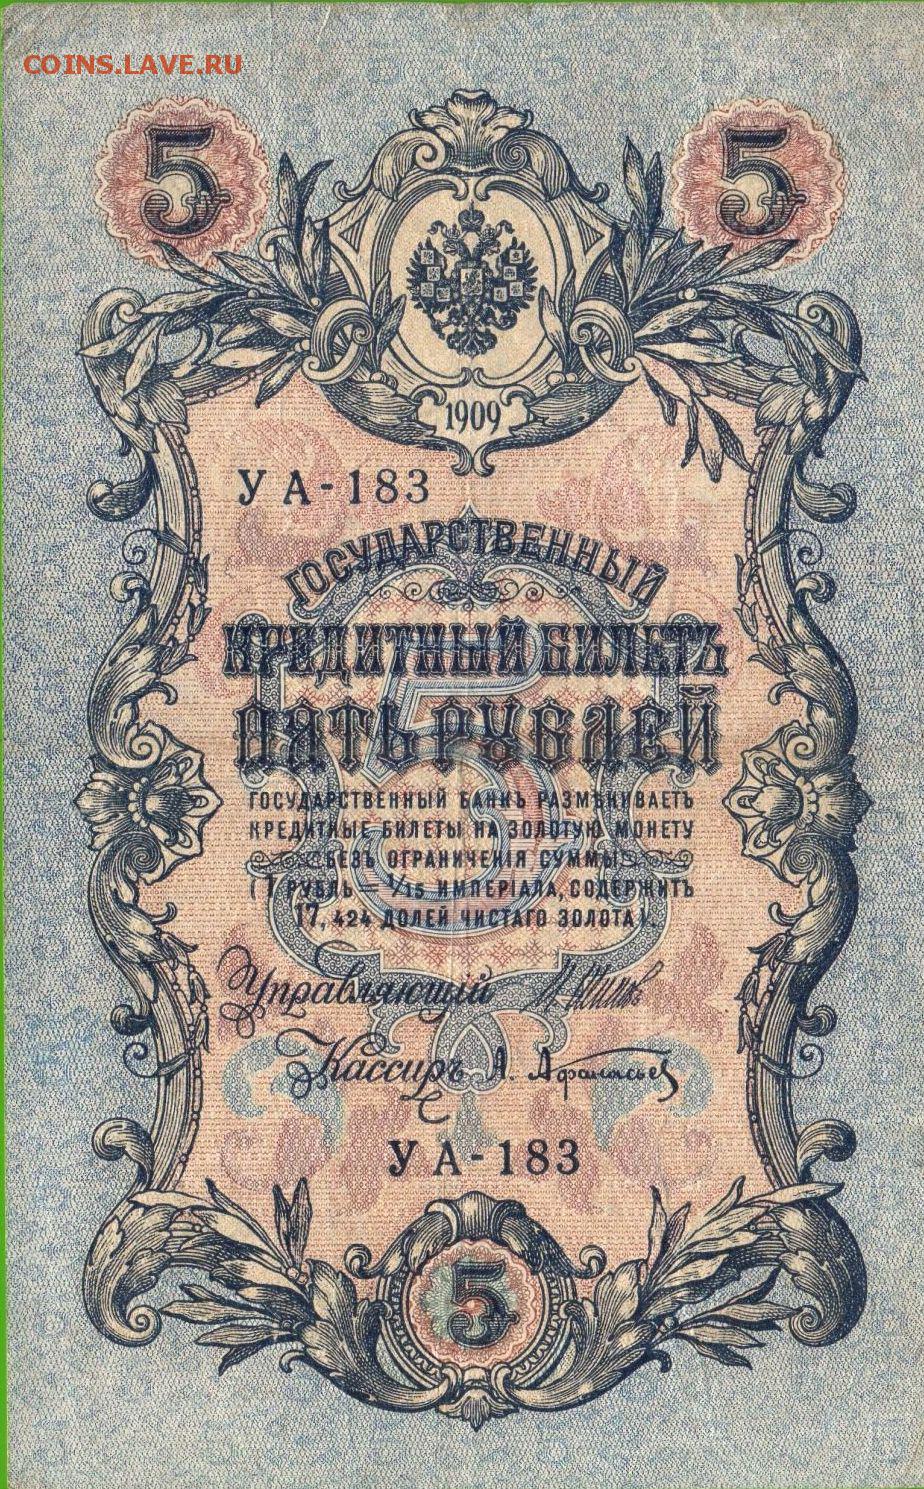 COINS.LAVE.RU
5 5
1909
УА-183
ГОСУДАРСТВЕННЫЙ
КРЕДИТНЫЙ БИЛЕТЪ
ПЯТЬ РУБЛЕЙ
5
ГОСУДАРСТВЕННЫЙ БАНКЪ РАЗМѢНИВАЕТЪ
КРЕДИТНЫЕ БИЛЕТЫ НА ЗОЛОТУЮ МОНЕТУ
БЕЗЪ ОГРАНИЧЕНІЯ СУММЫ
(1 РУБЛЬ = 1/15 ИМПЕРІАЛА, СОДЕРЖИТЪ
17,424 ДОЛЕЙ ЧИСТАГО ЗОЛОТА).
Управляющій
Кассиръ А. Афанасьев
УА-183
5